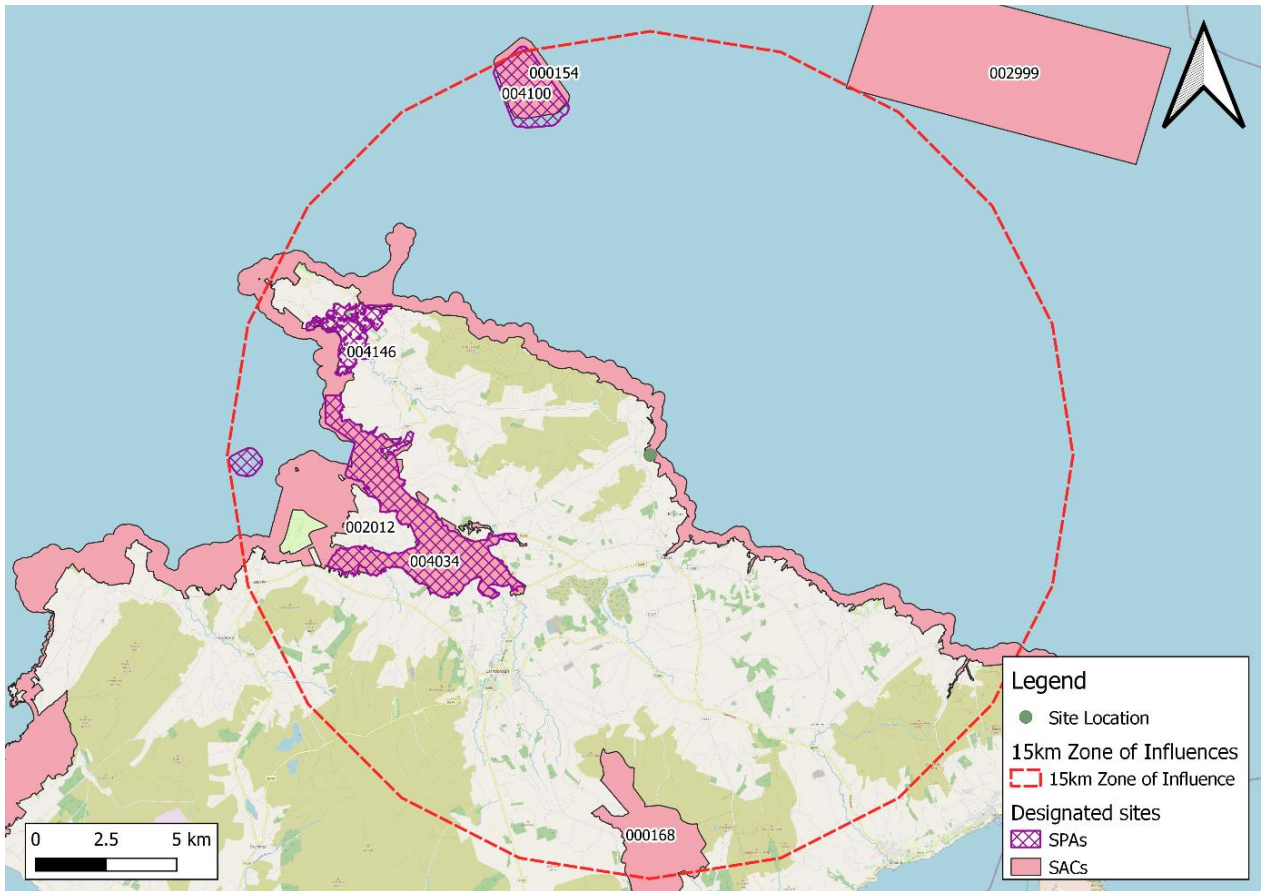 000154
004100
002999
004146
002012
004034
000168
0 2.5 5 km
Legend
Site Location
15km Zone of Influences
15km Zone of Influence
Designated sites
SPAs
SACs